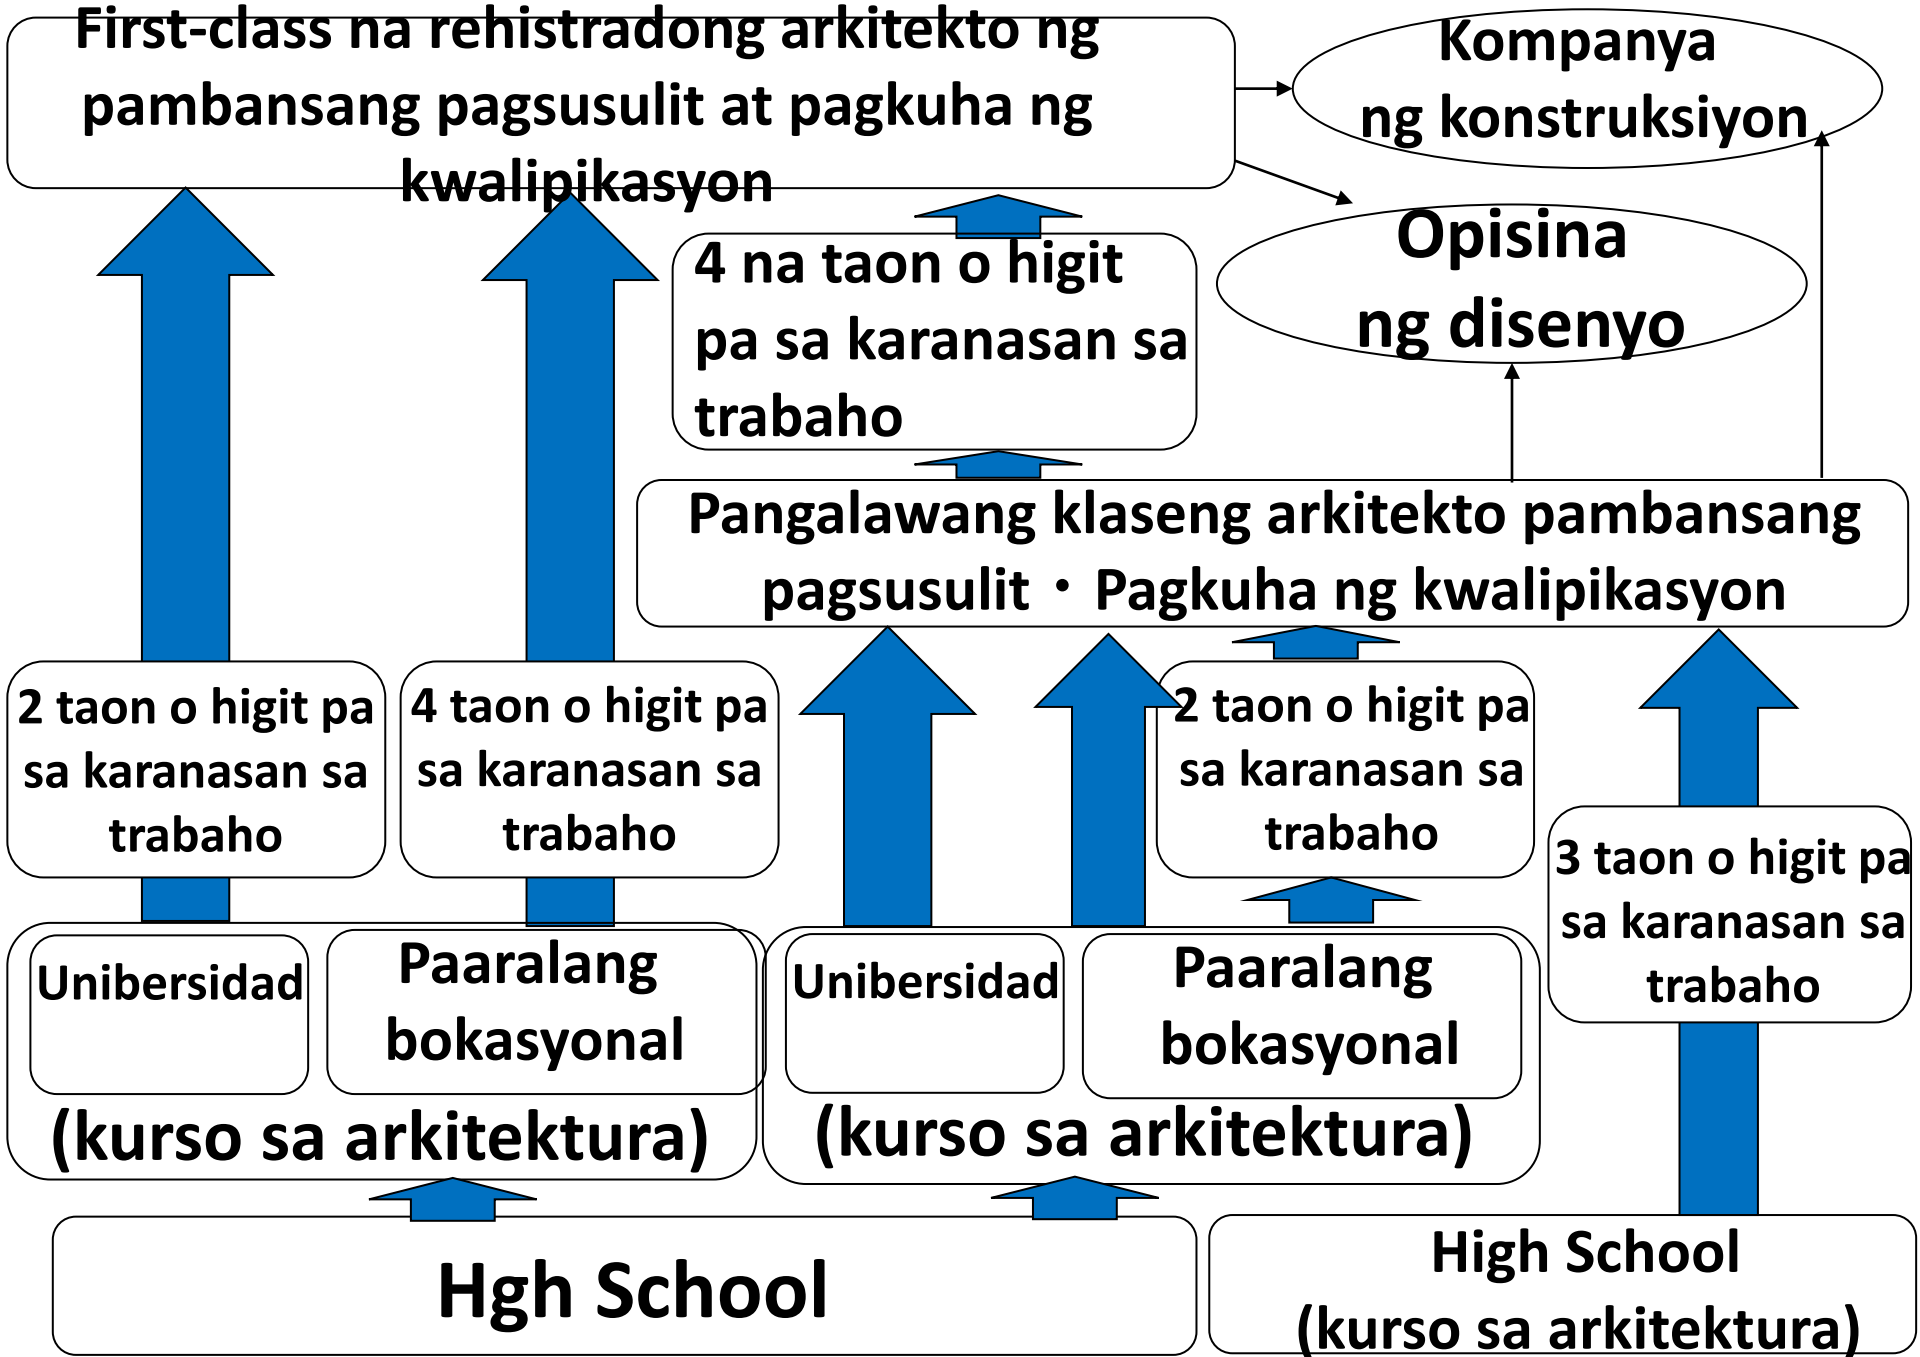 First-class na rehistradong arkitekto ng
pambansang pagsusulit at pagkuha ng
kwalipikasyon
Kompanya
ng konstruksiyon
Opisina
ng disenyo
4 na taon o higit
pa sa karanasan sa
trabaho
Pangalawang klaseng arkitekto pambansang
pagsusulit・Pagkuha ng kwalipikasyon
2 taon o higit pa
sa karanasan sa
trabaho
4 taon o higit pa
sa karanasan sa
trabaho
2 taon o higit pa
sa karanasan sa
trabaho
3 taon o higit pa
sa karanasan sa
trabaho
Unibersidad
Paaralang
bokasyonal
(kurso sa arkitektura)
Unibersidad
Paaralang
bokasyonal
(kurso sa arkitektura)
Hgh School
High School
(kurso sa arkitektura)